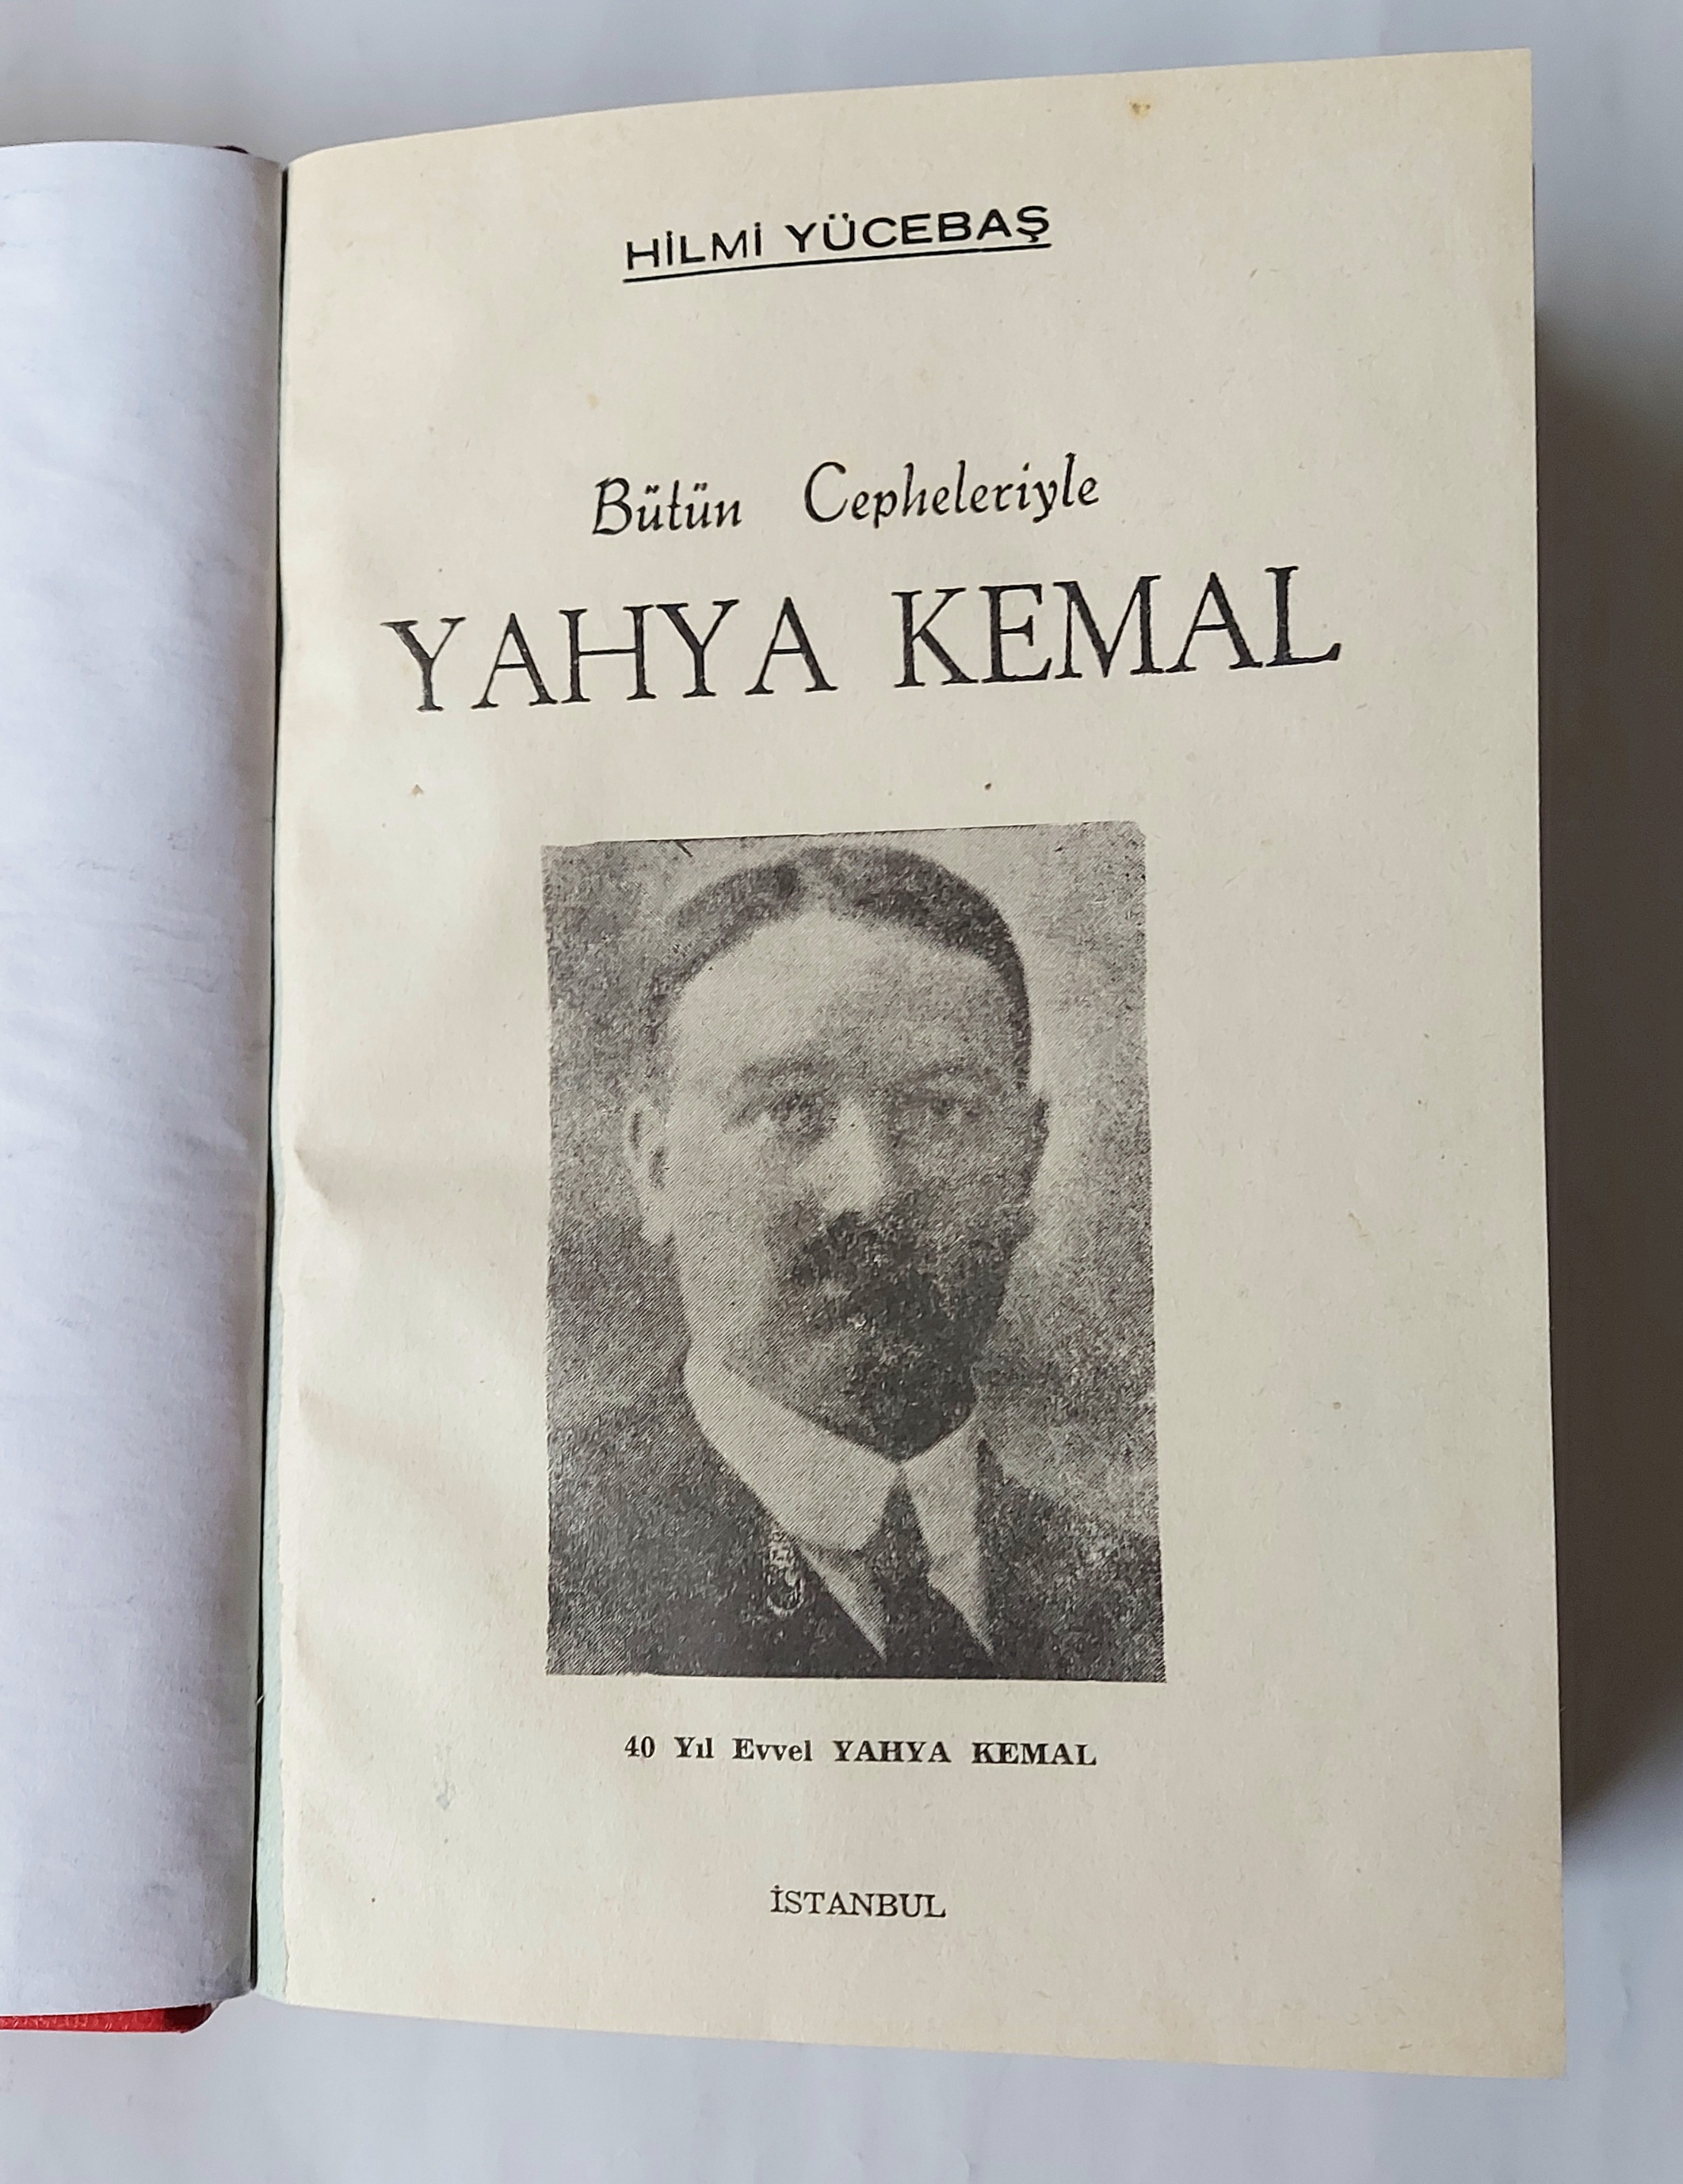 HİLMİ YÜCEBAŞ
Bütün Cepheleriyle
YAHYA KEMAL
40 Yıl Evvel YAHYA KEMAL
İSTANBUL